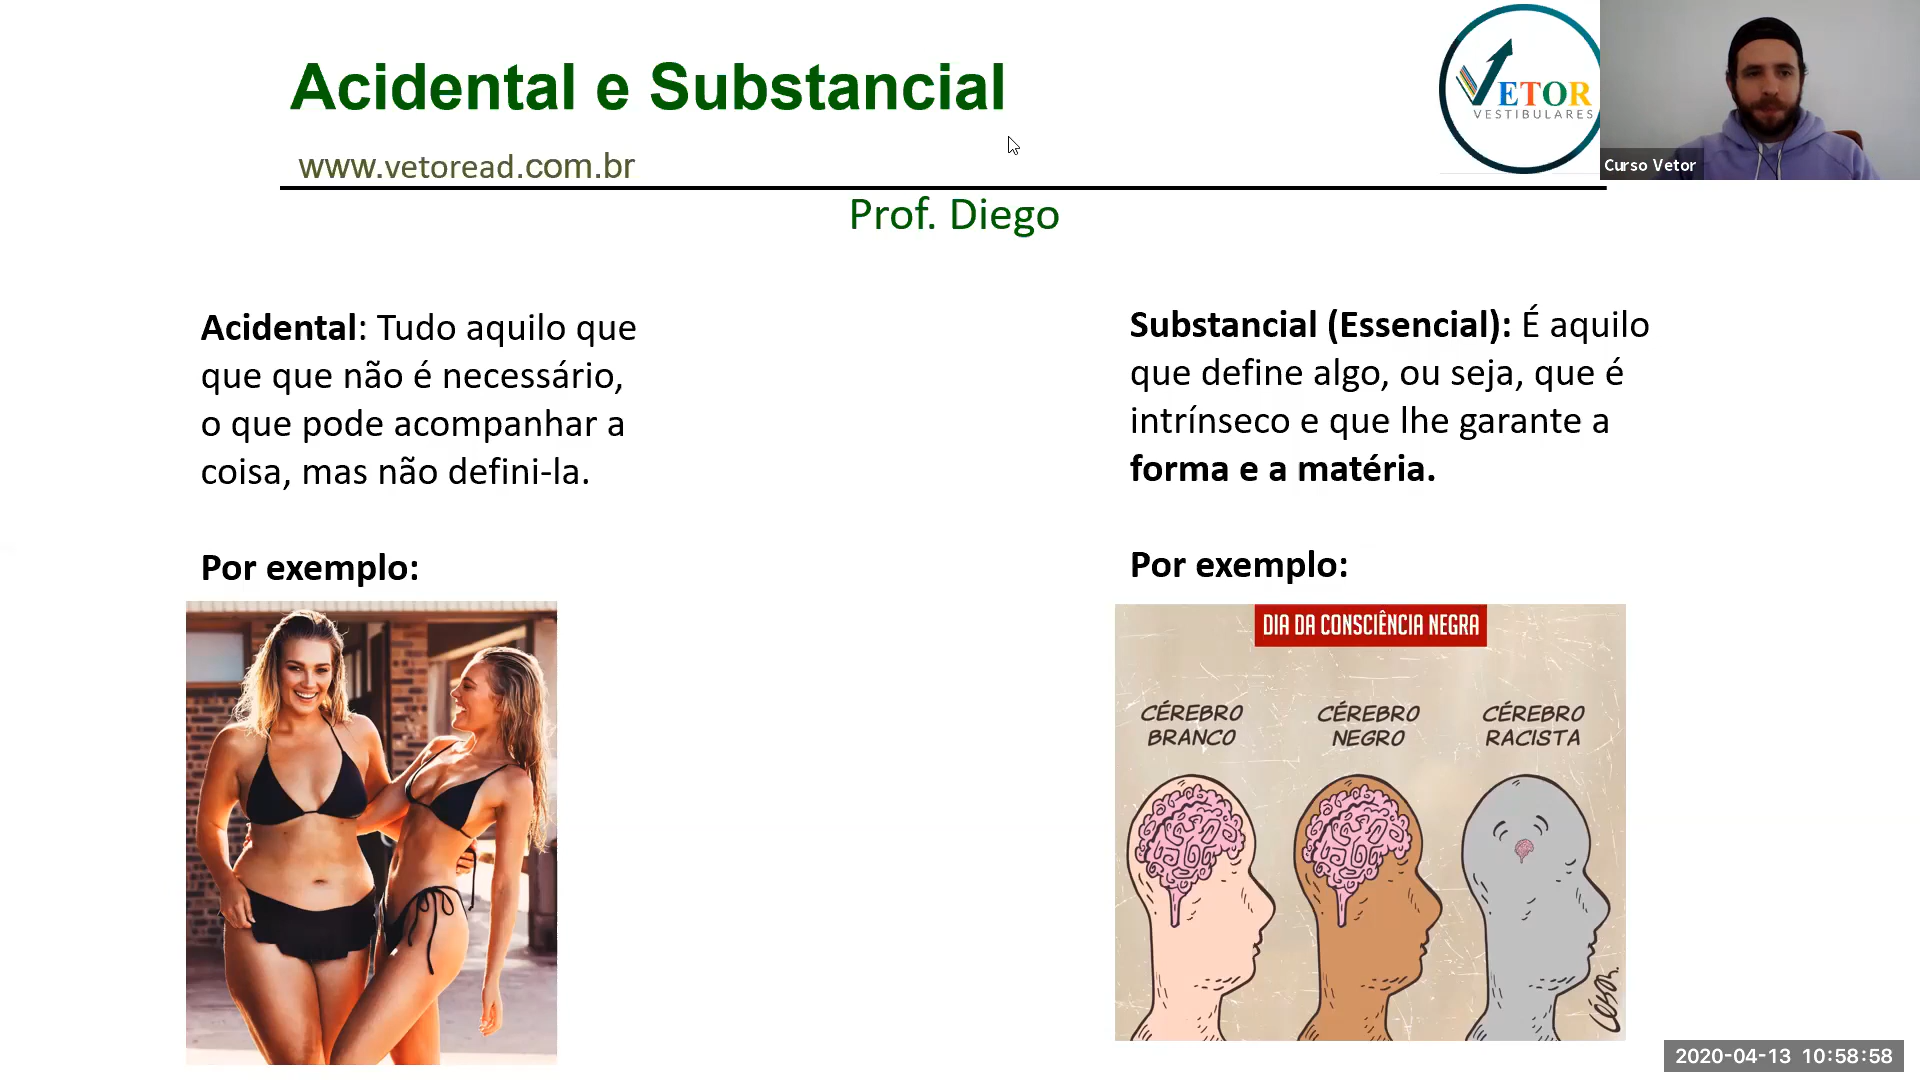 Acidental e Substancial
www.vetoread.com.br
VETOR
VESTIBULARES
Curso Vetor
Prof. Diego
Acidental: Tudo aquilo que
que que não é necessário,
o que pode acompanhar a
coisa, mas não defini-la.
Por exemplo:
Substancial (Essencial): É aquilo
que define algo, ou seja, que é
intrínseco e que lhe garante a
forma e a matéria.
Por exemplo:
DIA DA CONSCIÊNCIA NEGRA
CÉREBRO
BRANCO
CÉREBRO
NEGRO
CÉREBRO
RACISTA
2020-04-13 10:58:58